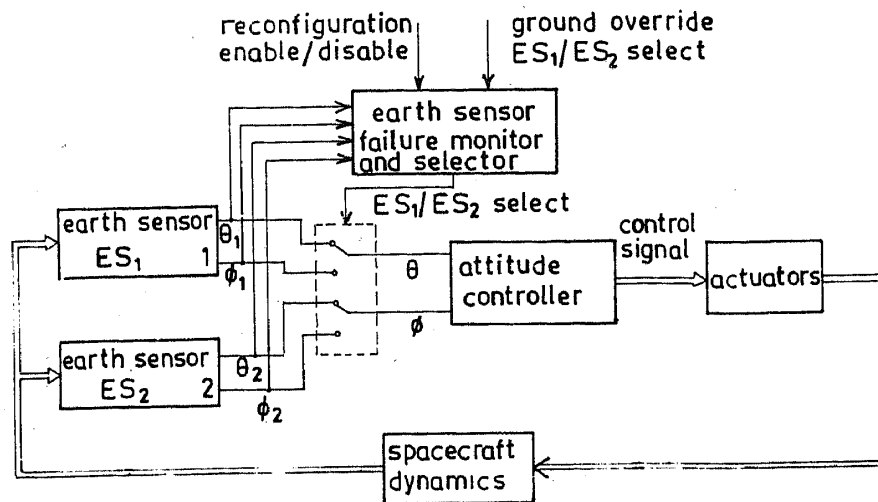 reconfiguration
enable/disable
ground override
ES₁/ES₂ select
earth sensor
failure monitor
and selector
ES₁/ES₂ select
earth sensor
ES₁ 1
θ₁
ϕ₁
θ
ø
attitude
controller
control
signal
actuators
earth sensor
ES₂ 2
θ₂
ϕ₂
spacecraft
dynamics